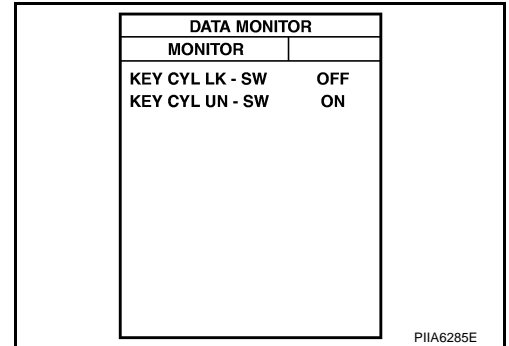 DATA MONITOR
MONITOR
KEY CYL LK - SW OFF
KEY CYL UN - SW ON
PIIA6285E